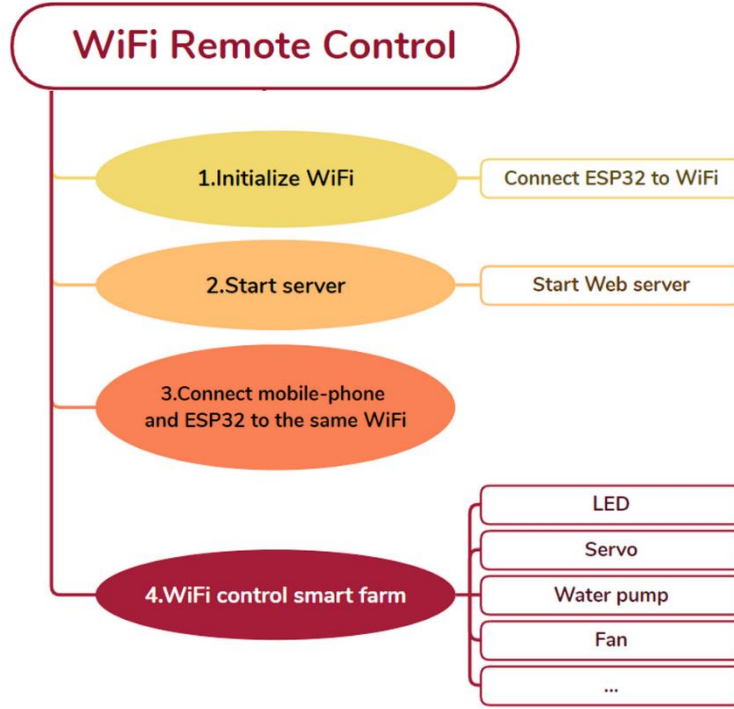 WiFi Remote Control
1.Initialize WiFi
Connect ESP32 to WiFi
2.Start server
Start Web server
3.Connect mobile-phone
and ESP32 to the same WiFi
4.WiFi control smart farm
LED
Servo
Water pump
Fan
...